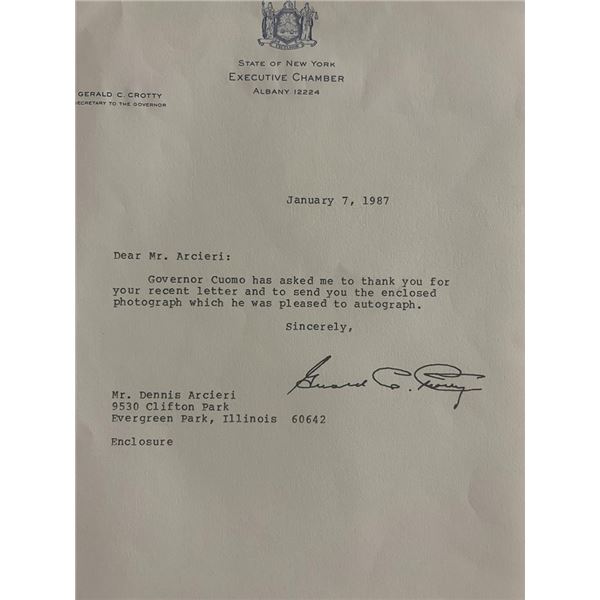 EXCELSIOR
STATE OF NEW YORK
EXECUTIVE CHAMBER
ALBANY 12224
GERALD C. CROTTY
SECRETARY TO THE GOVERNOR
January 7, 1987
Dear Mr. Arcieri:
Governor Cuomo has asked me to thank you for
your recent letter and to send you the enclosed
photograph which he was pleased to autograph.
Sincerely,
Gerald C. Crotty
Mr. Dennis Arcieri
9530 Clifton Park
Evergreen Park, Illinois 60642
Enclosure